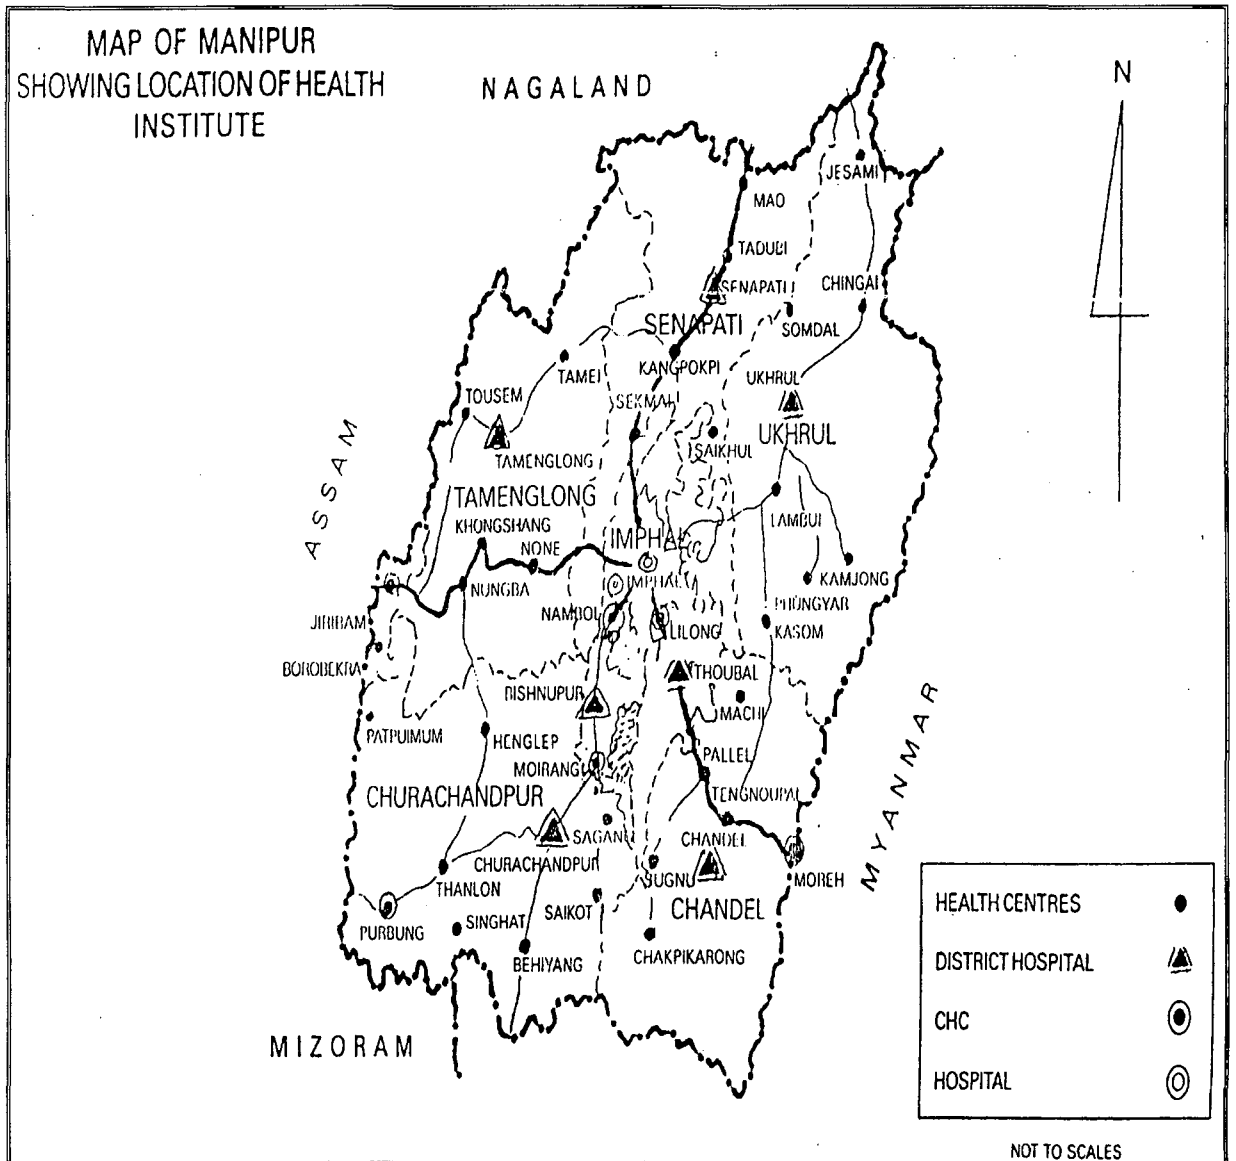 MAP OF MANIPUR
SHOWING LOCATION OF HEALTH
INSTITUTE
NAGALAND
N
JESAMI
MAO
TADUBI
SENAPATI
CHINGAI
SENAPATI
SOMDAL
KANGPOKPI
TAMEI
UKHRUL
TOUSEM
SEKMAI
UKHRUL
SAIKHUL
ASSAM
TAMENGLONG
TAMENGLONG
KHONGSHANG
LAMBUI
NONE
IMPHAL
IMPHAL
KAMJONG
NUNGBA
PHUNGYAR
NAMBOL
JIRIBAM
LILONG
KASOM
BOROBEKRA
THOUBAL
BISHNUPUR
MACHI
PATPUIMUM
HENGLEP
PALLEL
MOIRANG
TENGNOUPAL
MYANMAR
CHURACHANDPUR
SAGANG
CHANDEL
CHURACHANDPUR
SUGNU
MOREH
THANLON
SAIKOT
CHANDEL
SINGHAT
PURBUNG
BEHIYANG
CHAKPIKARONG
MIZORAM
HEALTH CENTRES
DISTRICT HOSPITAL
CHC
HOSPITAL
NOT TO SCALES